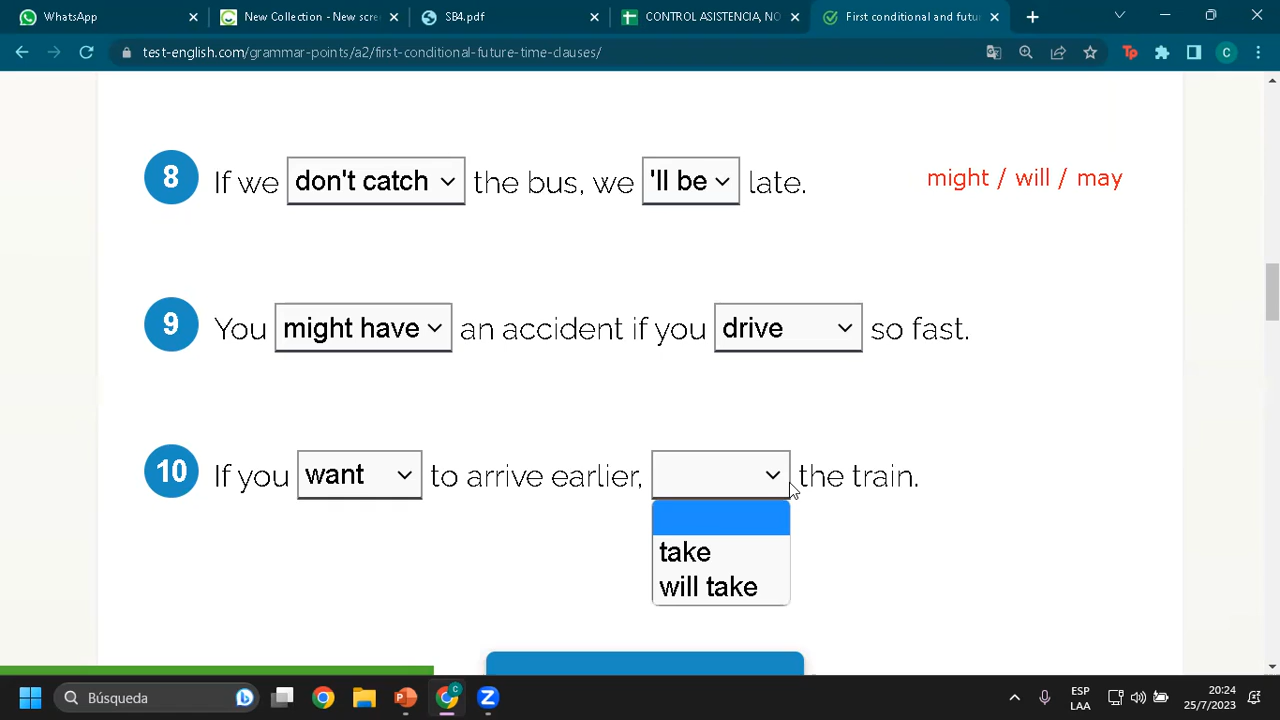 WhatsApp
New Collection - New scre
SB4.pdf
CONTROL ASISTENCIA, NO
First conditional and futu
test-english.com/grammar-points/a2/first-conditional-future-time-clauses/
C
8 If we don't catch the bus, we 'll be late.
might / will / may
9 You might have an accident if you drive so fast.
10 If you want to arrive earlier, the train.
take
will take
Búsqueda
ESP
LAA
20:24
25/7/2023